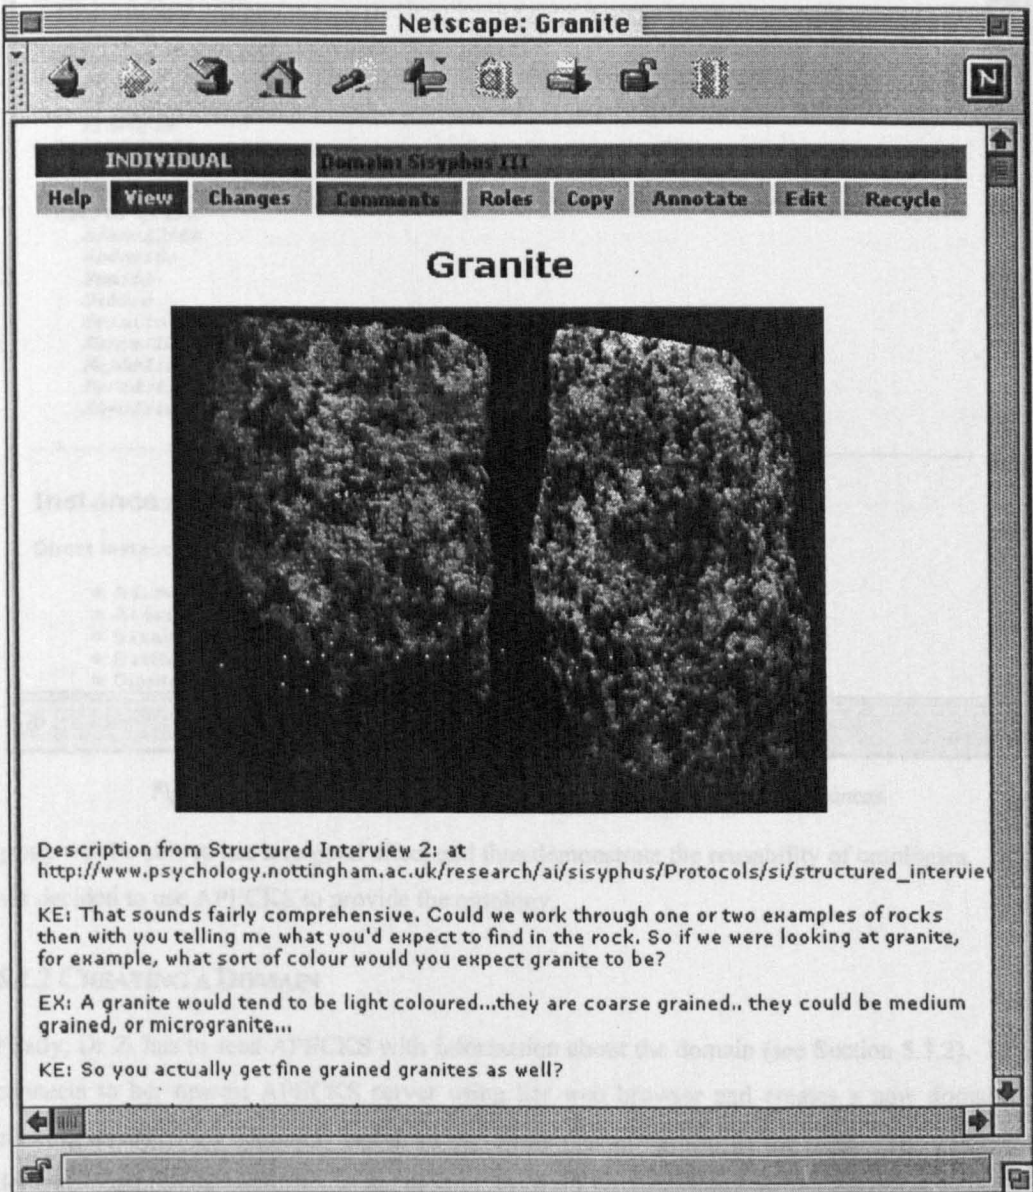 Netscape: Granite
N
INDIVIDUAL Domain: Sisyphus III
Help View Changes Comments Roles Copy Annotate Edit Recycle
Granite
Description from Structured Interview 2: at
http://www.psychology.nottingham.ac.uk/research/ai/sisyphus/Protocols/si/structured_interview
KE: That sounds fairly comprehensive. Could we work through one or two examples of rocks
then with you telling me what you'd expect to find in the rock. So if we were looking at granite,
for example, what sort of colour would you expect granite to be?
EX: A granite would tend to be light coloured...they are coarse grained.. they could be medium
grained, or microgranite...
KE: So you actually get fine grained granites as well?